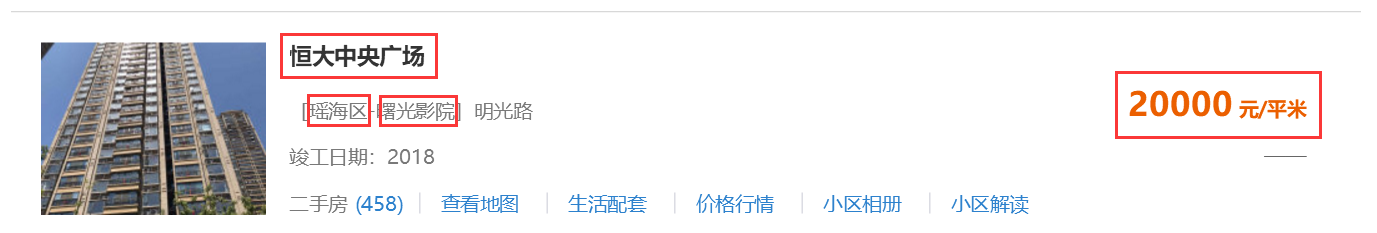 恒大中央广场
[瑶海区-曙光影院] 明光路
20000 元/平米
竣工日期：2018
二手房 (458) 查看地图 生活配套 价格行情 小区相册 小区解读